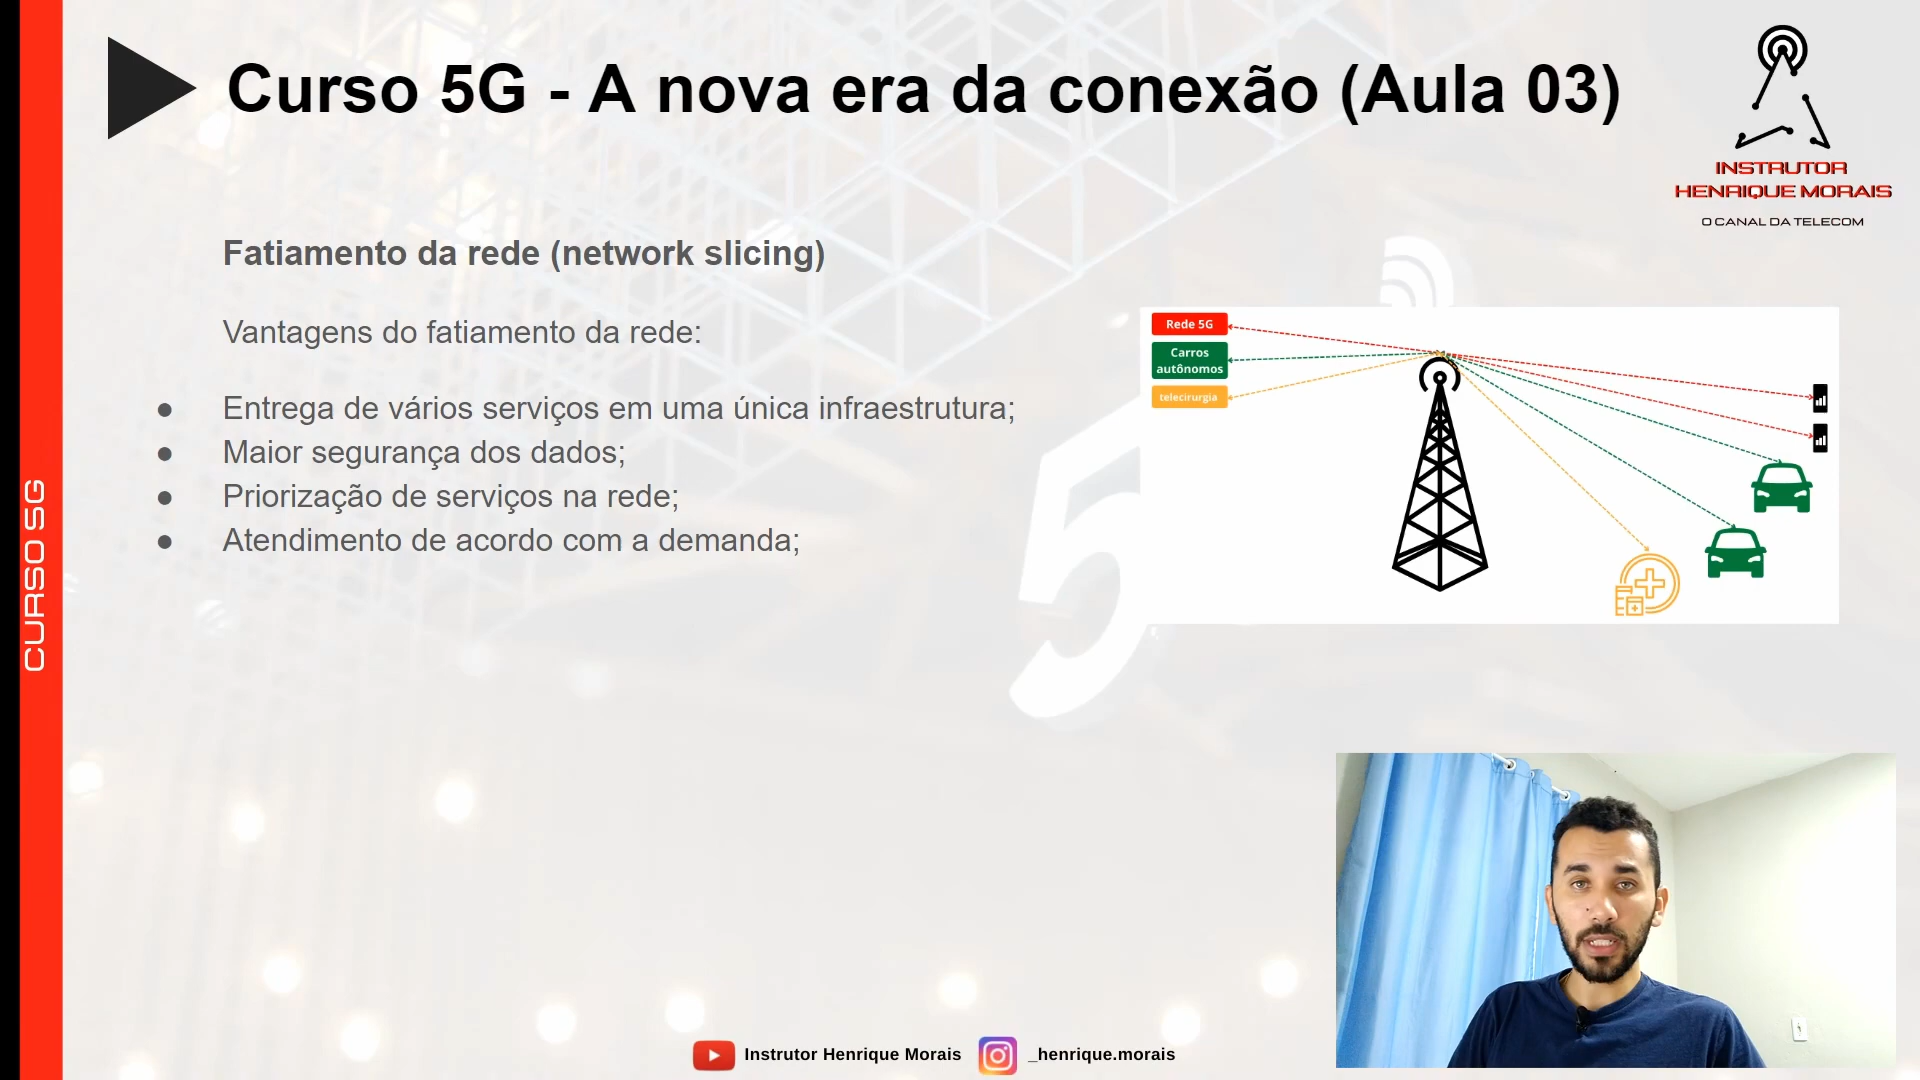 Curso 5G - A nova era da conexão (Aula 03)
INSTRUTOR
HENRIQUE MORAIS
O CANAL DA TELECOM
Fatiamento da rede (network slicing)
Vantagens do fatiamento da rede:
● Entrega de vários serviços em uma única infraestrutura;
● Maior segurança dos dados;
● Priorização de serviços na rede;
● Atendimento de acordo com a demanda;
Rede 5G
Carros
autônomos
telecirurgia
5
CURSO 5G
Instrutor Henrique Morais
_henrique.morais